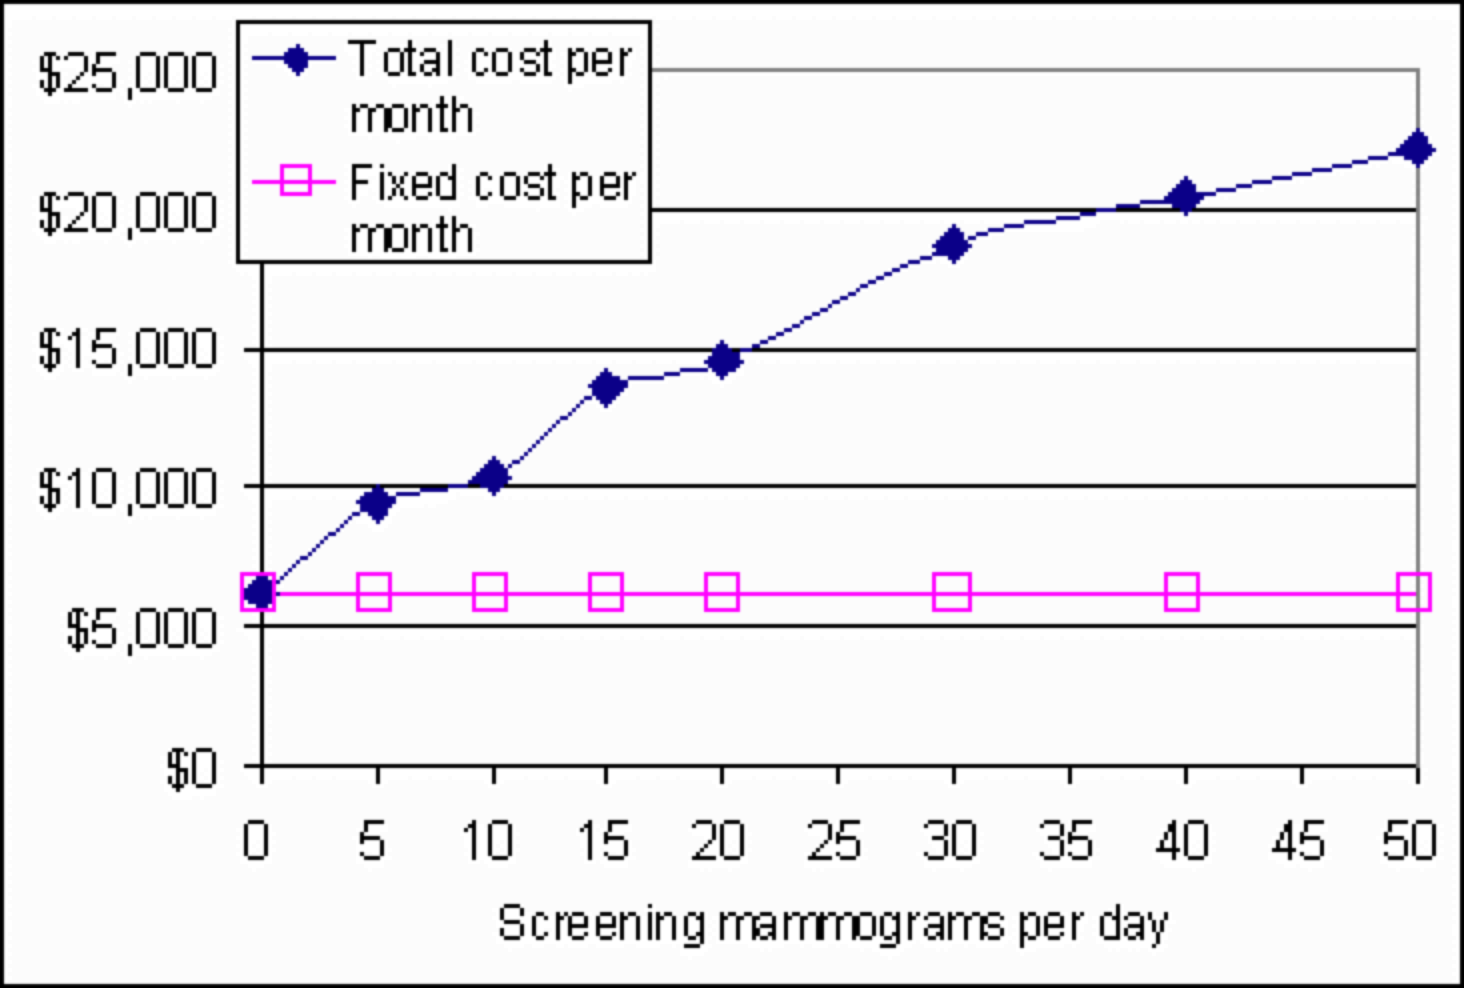 Total cost per
month
Fixed cost per
month
$25,000
$20,000
$15,000
$10,000
$5,000
$0
0 5 10 15 20 25 30 35 40 45 50
Screening mammograms per day